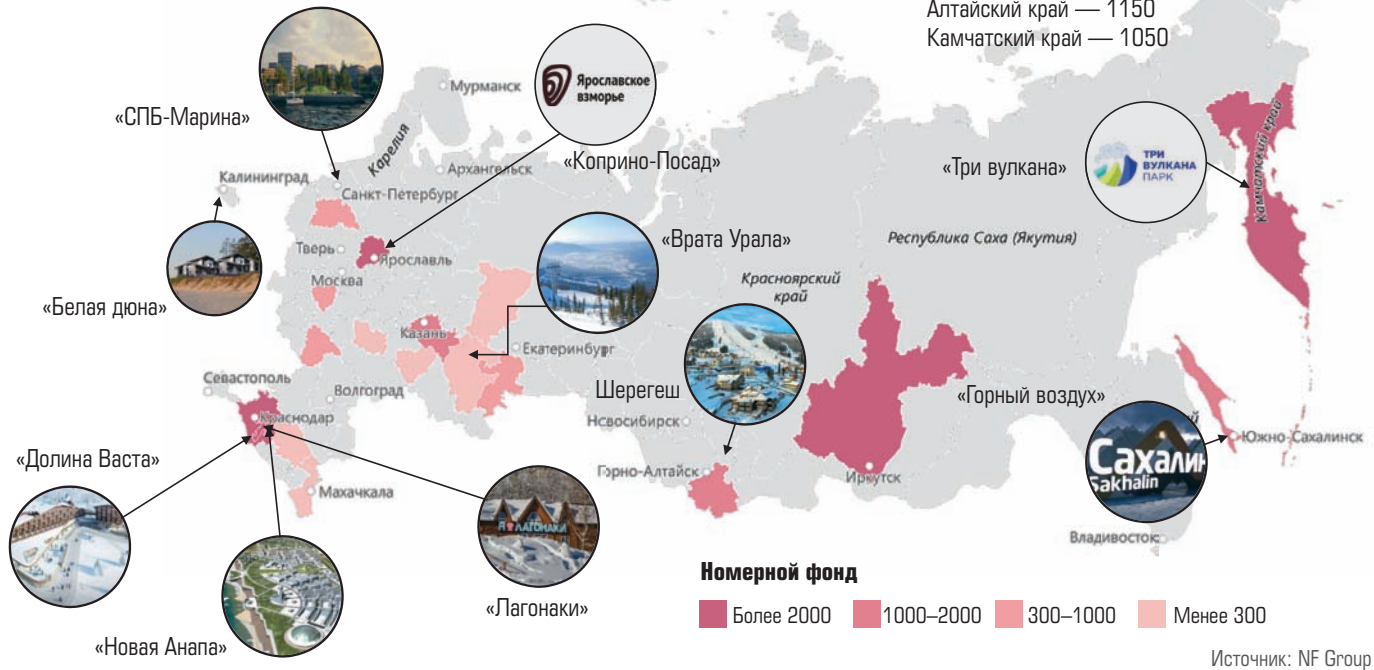 Алтайский край — 1150
Камчатский край — 1050
Мурманск
Ярославское
взморье
«СПБ-Марина»
Карелия
«Коприно-Посад»
Архангельск
«Три вулкана»
ТРИ
ВУЛКАНА
ПАРК
Камчатский край
Калининград
Санкт-Петербург
Республика Саха (Якутия)
Тверь
Ярославль
«Врата Урала»
Москва
Красноярский
край
«Белая дюна»
Казань
Екатеринбург
Севастополь
Волгоград
Шерегеш
«Горный воздух»
Краснодар
Новосибирск
Сахалин
Sakhalin
Южно-Сахалинск
«Долина Васта»
Горно-Алтайск
Иркутск
Махачкала
Я ЛАГОНАКИ
Владивосток
«Лагонаки»
«Новая Анапа»
Номерной фонд
Более 2000
1000–2000
300–1000
Менее 300
Источник: NF Group